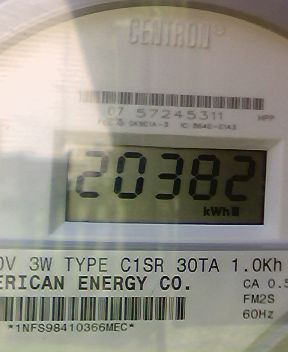 CENTRON®
07 57245311 HPP
20382
kWh
0V 3W TYPE C1SR 30TA 1.0Kh
ERICAN ENERGY CO. CA 0.5
FM2S
*1NFS98410366MEC* 60Hz